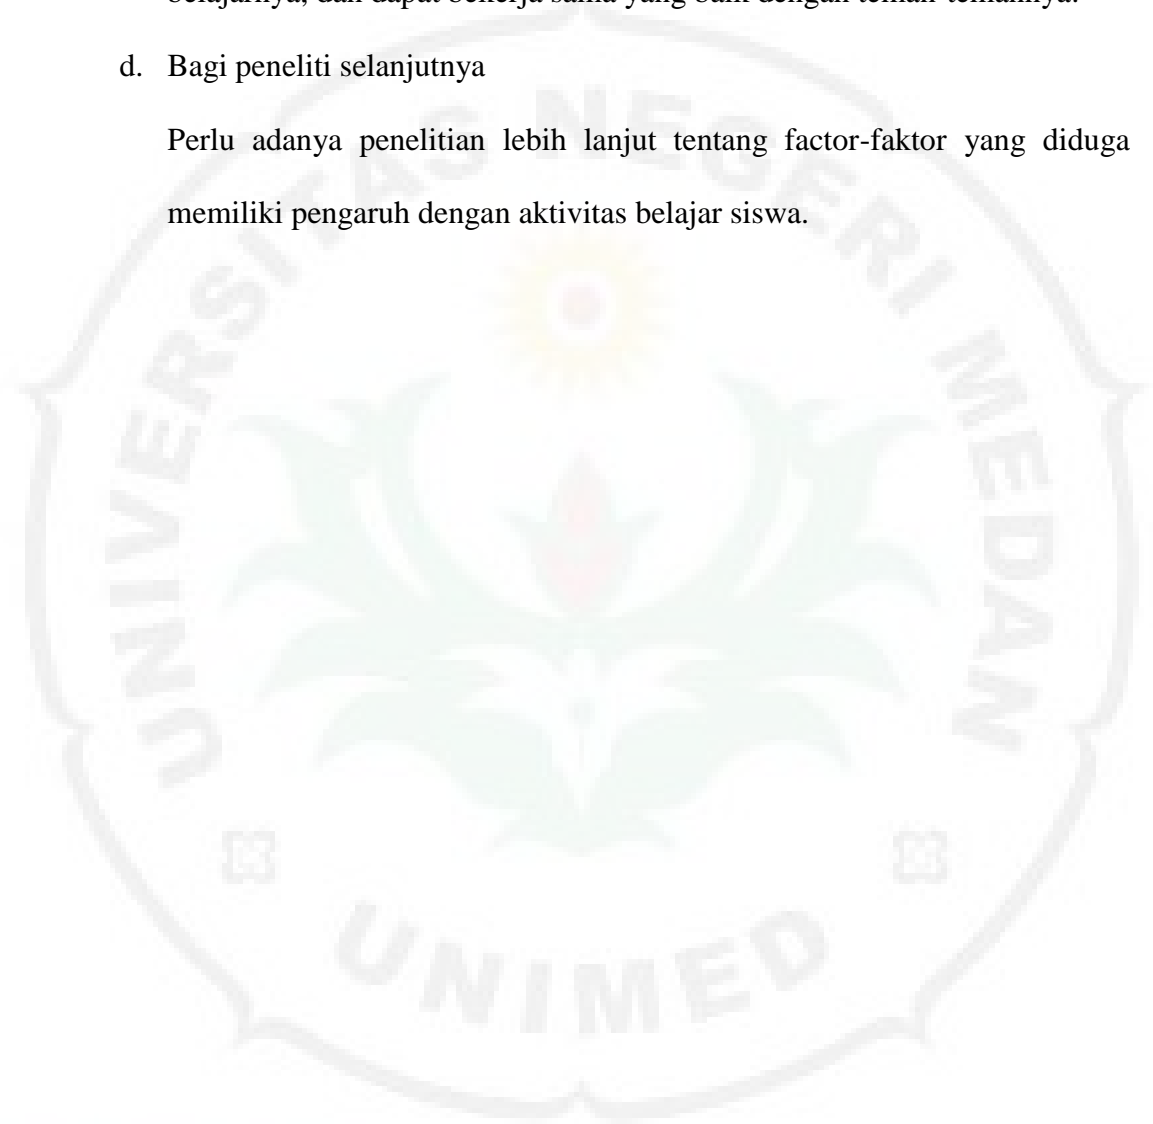 belajarnya, dan dapat bekerja sama yang baik dengan teman-temannya.
d. Bagi peneliti selanjutnya
Perlu adanya penelitian lebih lanjut tentang factor-faktor yang diduga
memiliki pengaruh dengan aktivitas belajar siswa.
UNIVERSITAS NEGERI MEDAN
UNIMED